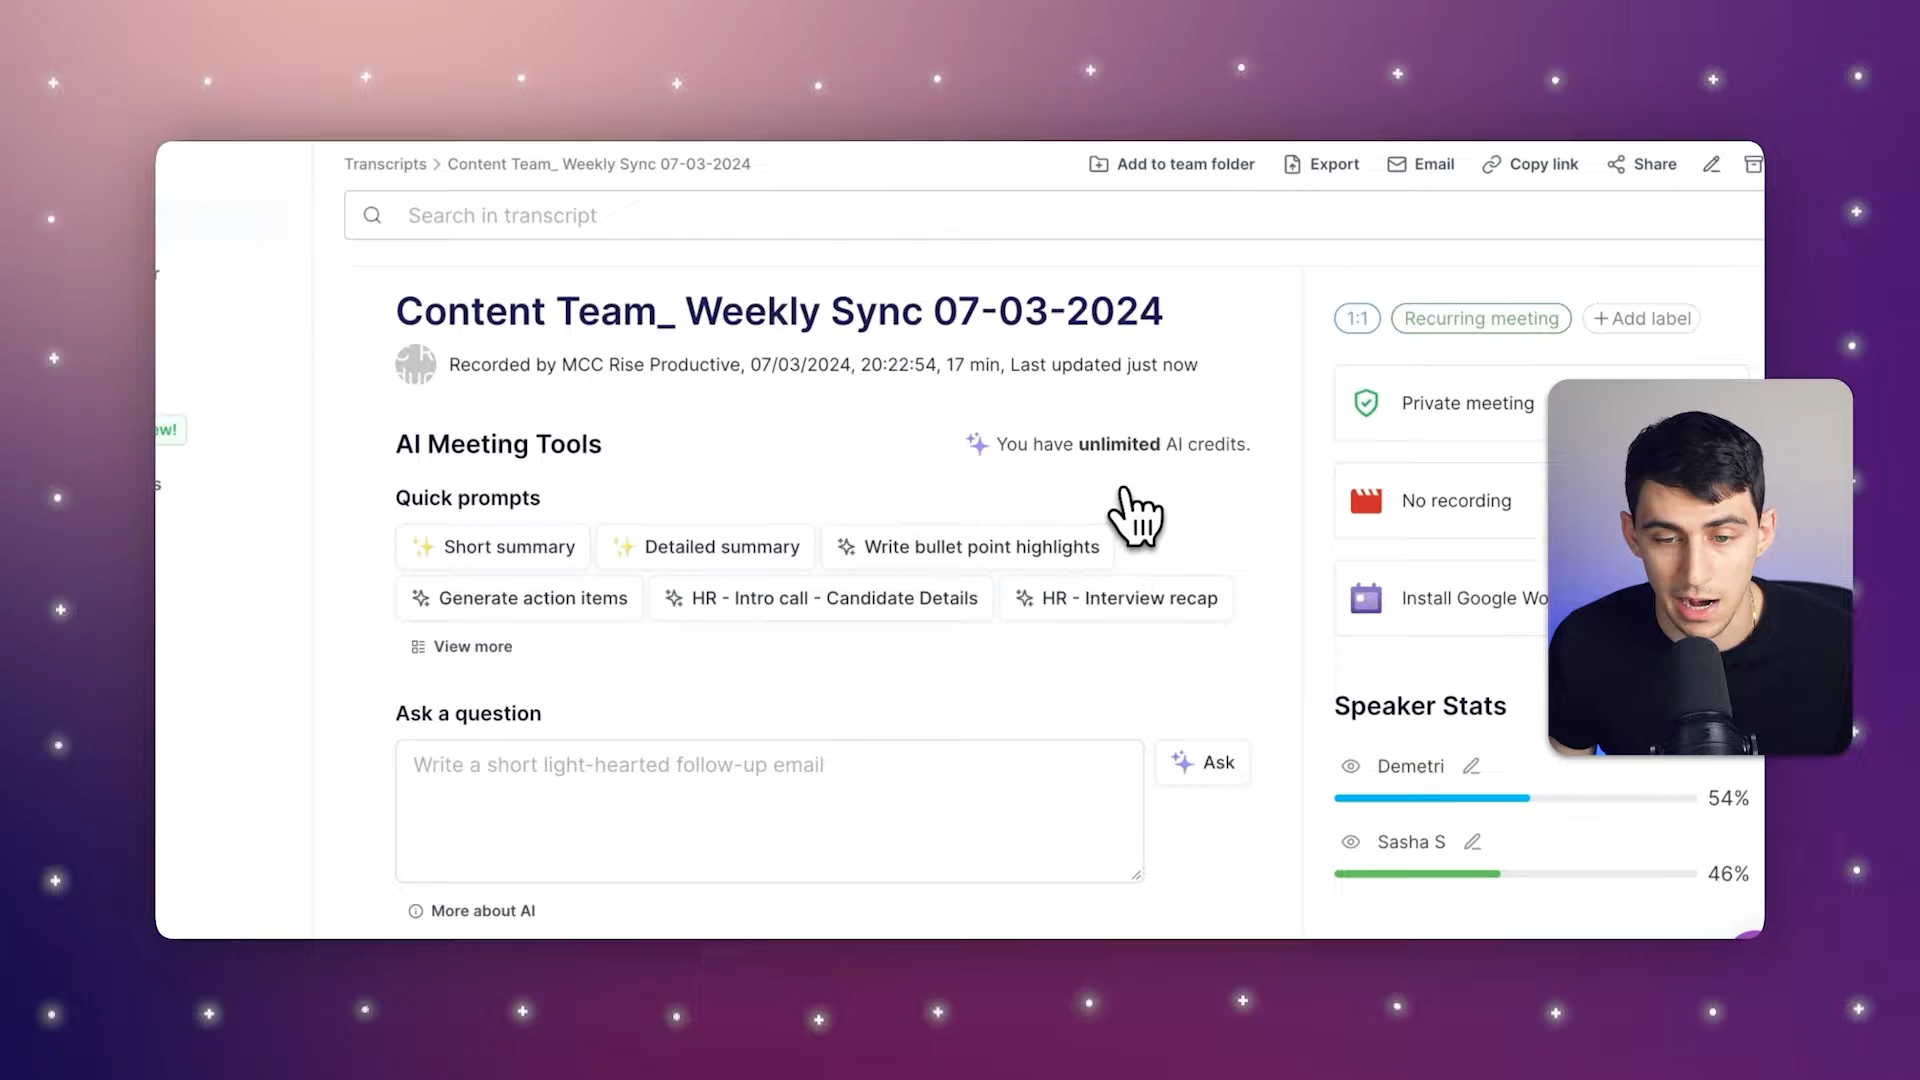 Transcripts > Content Team_ Weekly Sync 07-03-2024
Add to team folder
Export
Email
Copy link
Share
Search in transcript
Content Team_ Weekly Sync 07-03-2024
Recorded by MCC Rise Productive, 07/03/2024, 20:22:54, 17 min, Last updated just now
AI Meeting Tools
You have unlimited AI credits.
Quick prompts
Short summary
Detailed summary
Write bullet point highlights
Generate action items
HR - Intro call - Candidate Details
HR - Interview recap
View more
Ask a question
Write a short light-hearted follow-up email
Ask
More about AI
ew!
s
1:1
Recurring meeting
+ Add label
Private meeting
No recording
Install Google Wo
Speaker Stats
Demetri
54%
Sasha S
46%